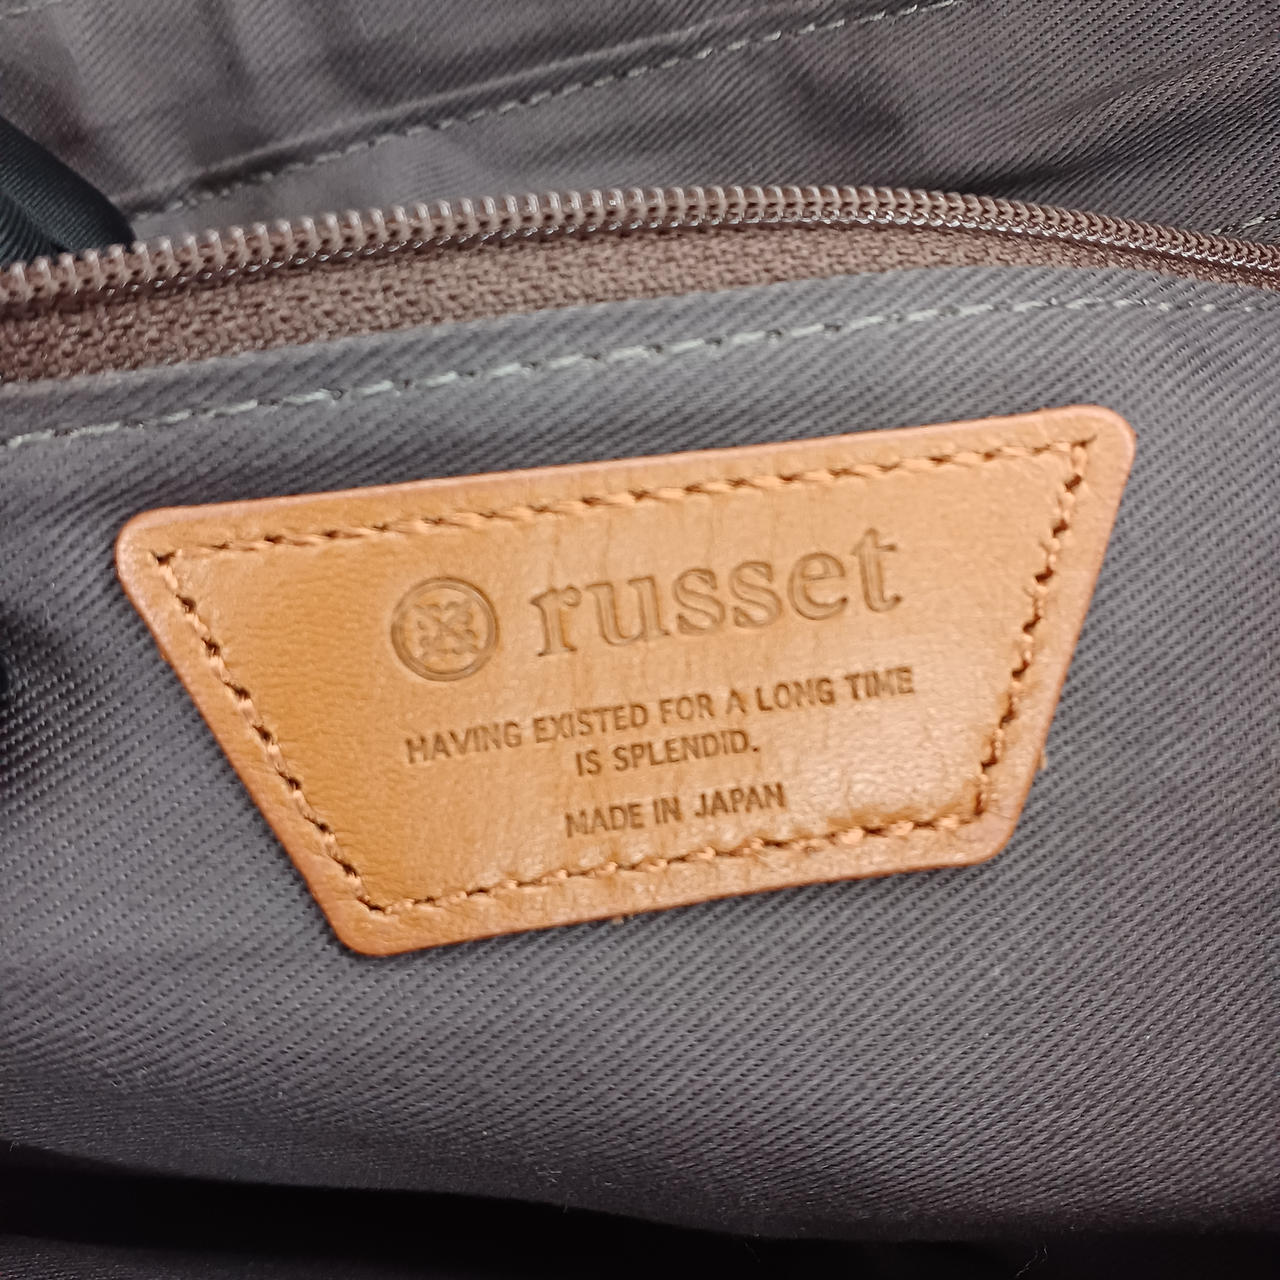 russet
HAVING EXISTED FOR A LONG TIME
IS SPLENDID.
MADE IN JAPAN